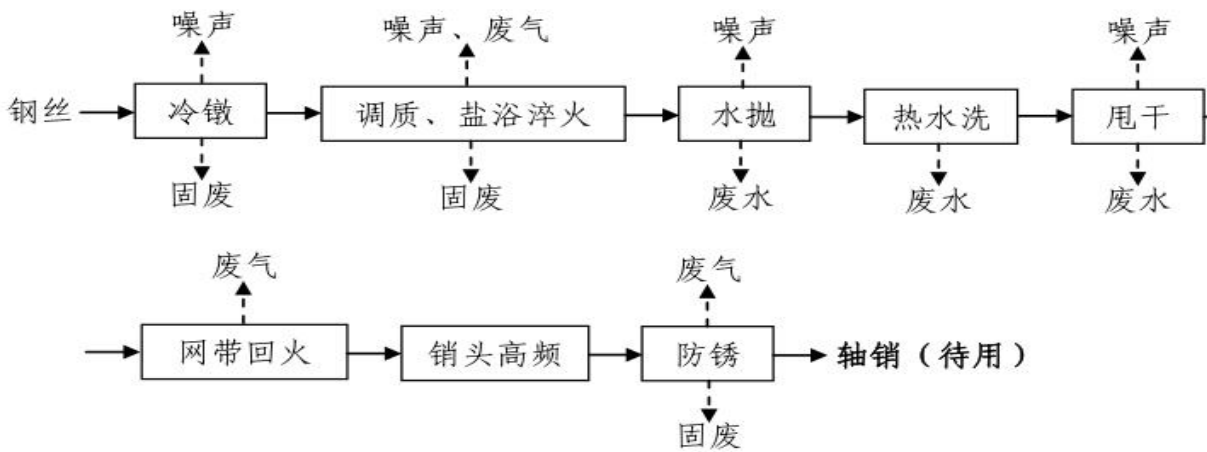 噪声 噪声、废气 噪声 噪声
钢丝 冷镦 调质、盐浴淬火 水抛 热水洗 甩干
固废 固废 废水 废水 废水
废气 废气
网带回火 销头高频 防锈 轴销（待用）
固废